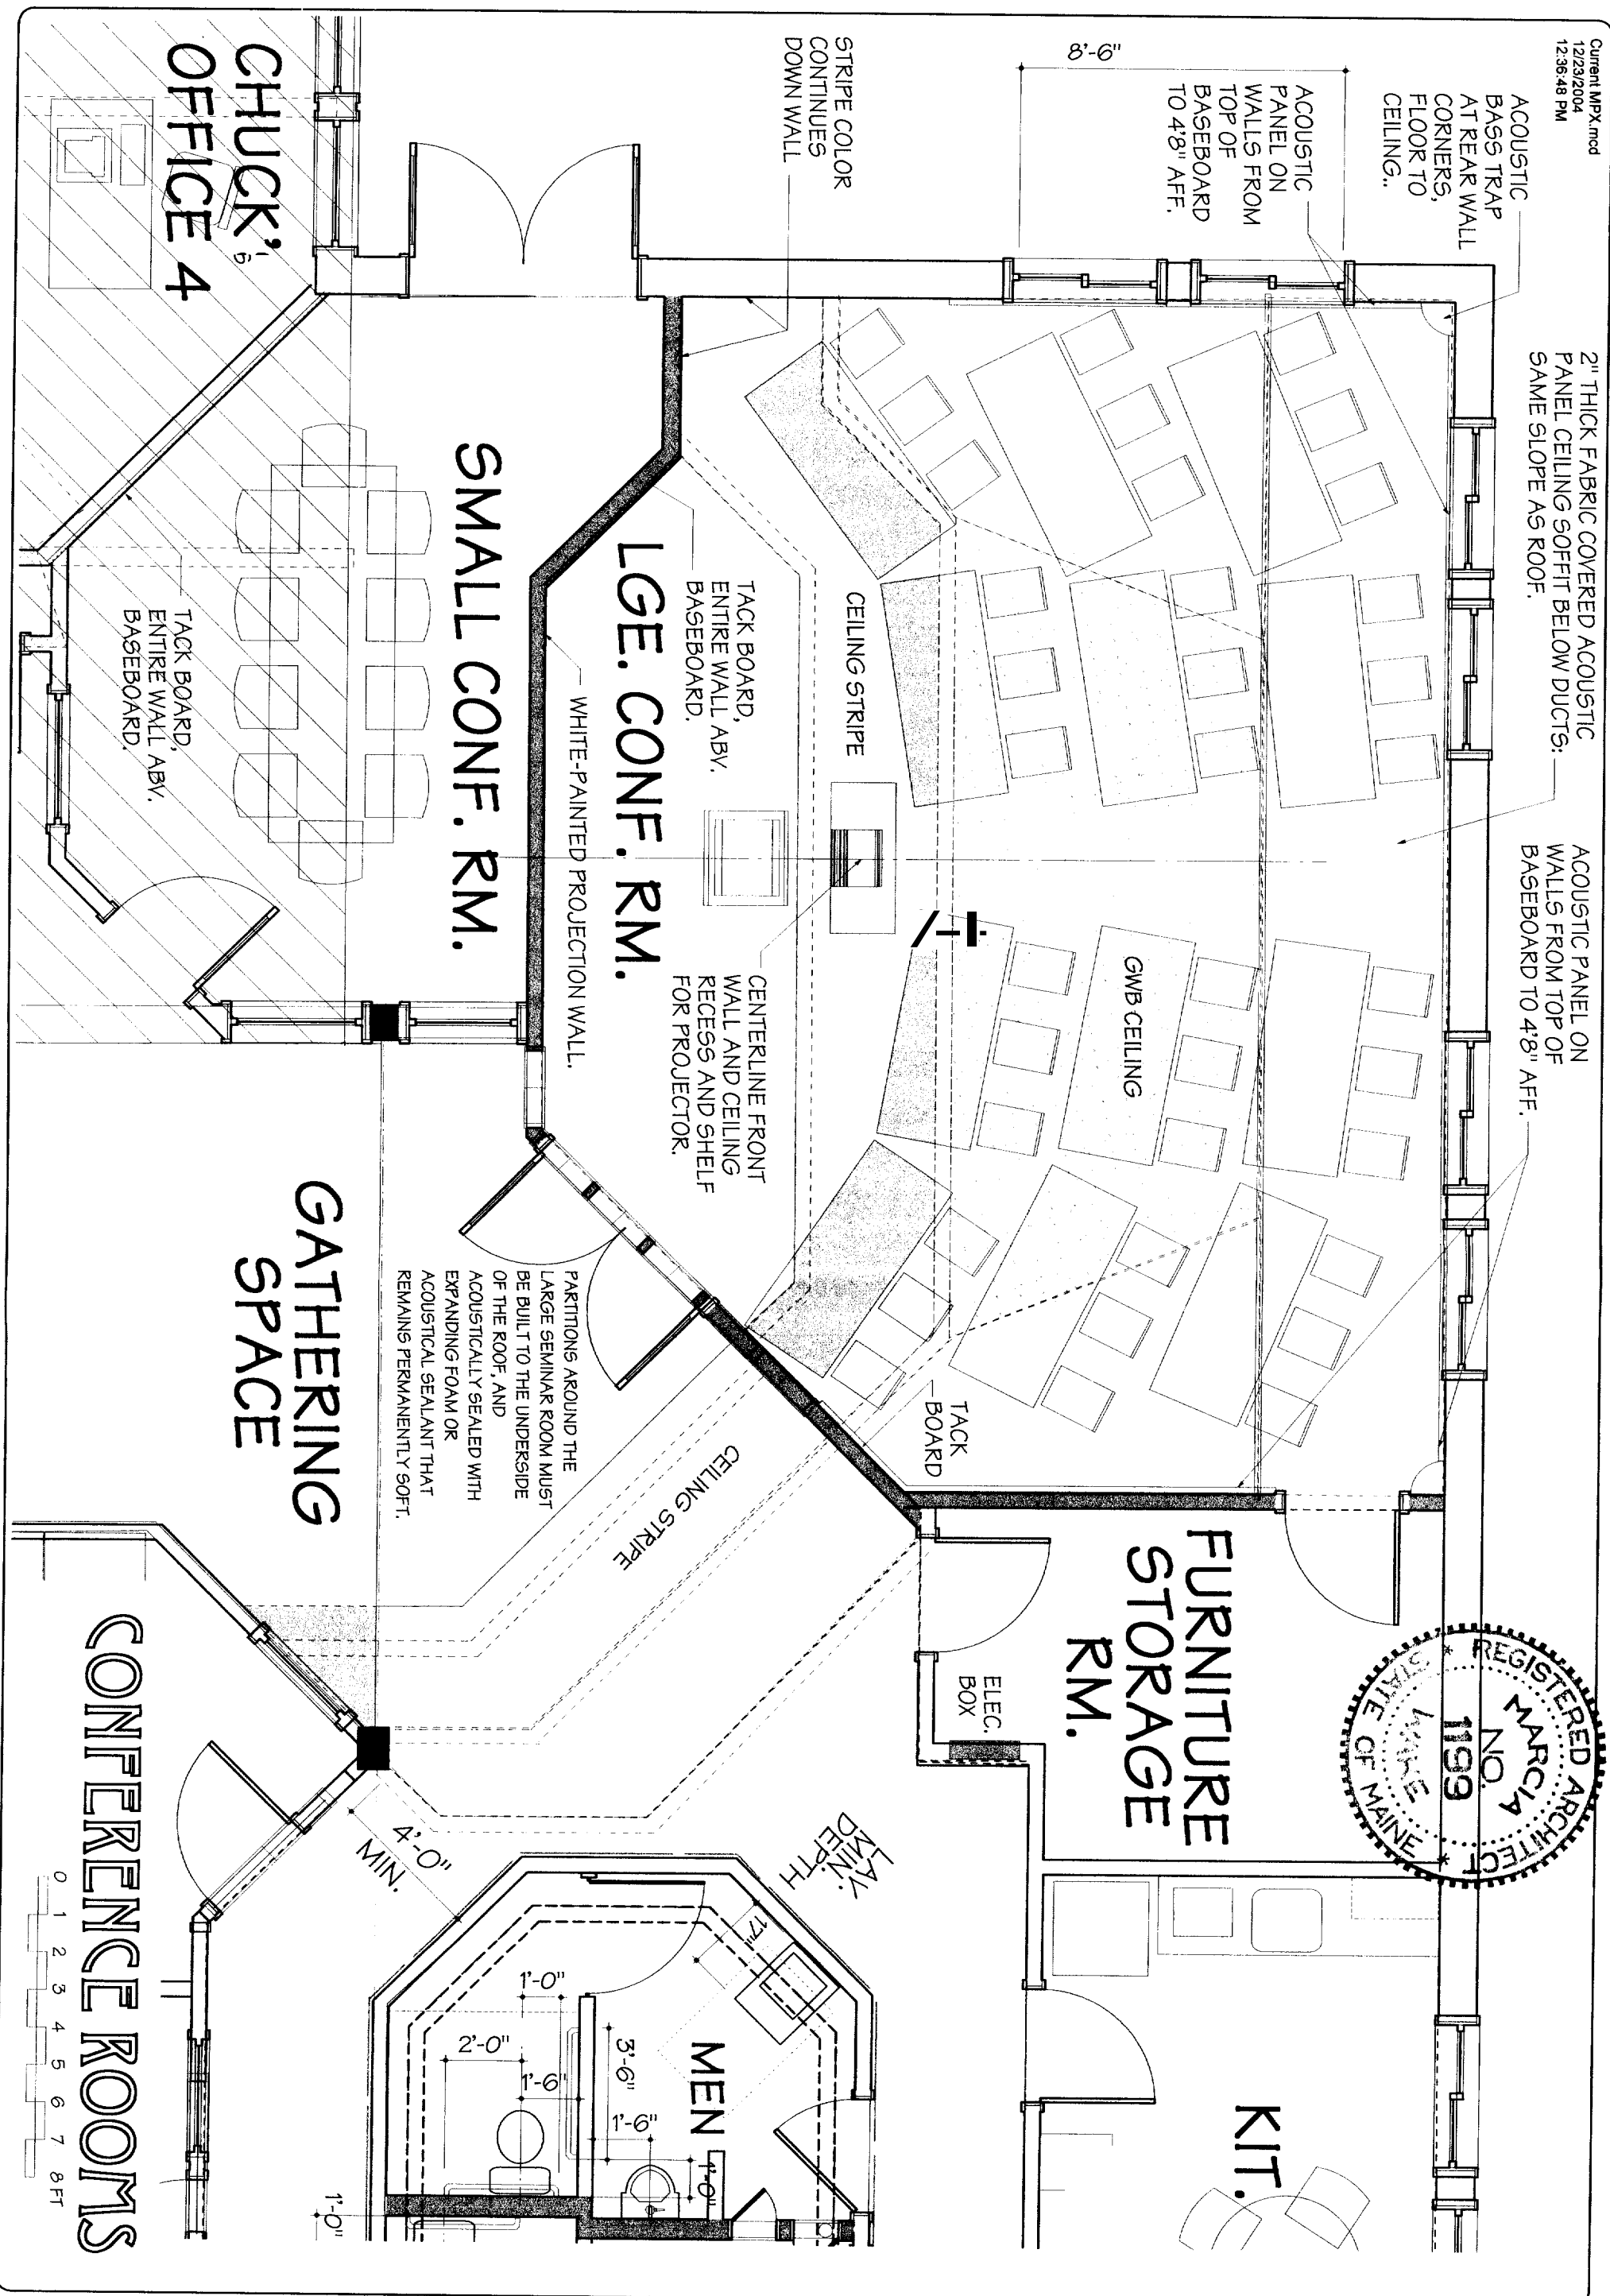 Current MPX.mcd
12/23/2004
12:36:48 PM
ACOUSTIC
BASS TRAP
AT REAR WALL
CORNERS,
FLOOR TO
CEILING..
2" THICK FABRIC COVERED ACOUSTIC
PANEL CEILING SOFFIT BELOW DUCTS:
SAME SLOPE AS ROOF.
ACOUSTIC PANEL ON
WALLS FROM TOP OF
BASEBOARD TO 4'8" AFF.
ACOUSTIC
PANEL ON
WALLS FROM
TOP OF
BASEBOARD
TO 4'8" AFF.
8'-6"
STRIPE COLOR
CONTINUES
DOWN WALL
GWB CEILING
CEILING STRIPE
TACK BOARD,
ENTIRE WALL ABV.
BASEBOARD.
CENTERLINE FRONT
WALL AND CEILING
RECESS AND SHELF
FOR PROJECTOR.
LGE. CONF. RM.
WHITE-PAINTED PROJECTION WALL.
SMALL CONF. RM.
CHUCK'S
OFFICE 4
TACK BOARD,
ENTIRE WALL ABV.
BASEBOARD.
TACK
BOARD
PARTITIONS AROUND THE
LARGE SEMINAR ROOM MUST
BE BUILT TO THE UNDERSIDE
OF THE ROOF, AND
ACOUSTICALLY SEALED WITH
EXPANDING FOAM OR
ACOUSTICAL SEALANT THAT
REMAINS PERMANENTLY SOFT.
CEILING STRIPE
GATHERING
SPACE
FURNITURE
STORAGE
RM.
ELEC.
BOX
REGISTERED ARCHITECT
MARCIA
NO.
1199
STATE OF MAINE
KIT.
MIN.
DEPTH
4'-0"
MIN.
17"
MEN
1'-0"
2'-0"
1'-6"
3'-6"
1'-6"
1'-0"
1'-0"
CONFERENCE ROOMS
0 1 2 3 4 5 6 7 8 FT